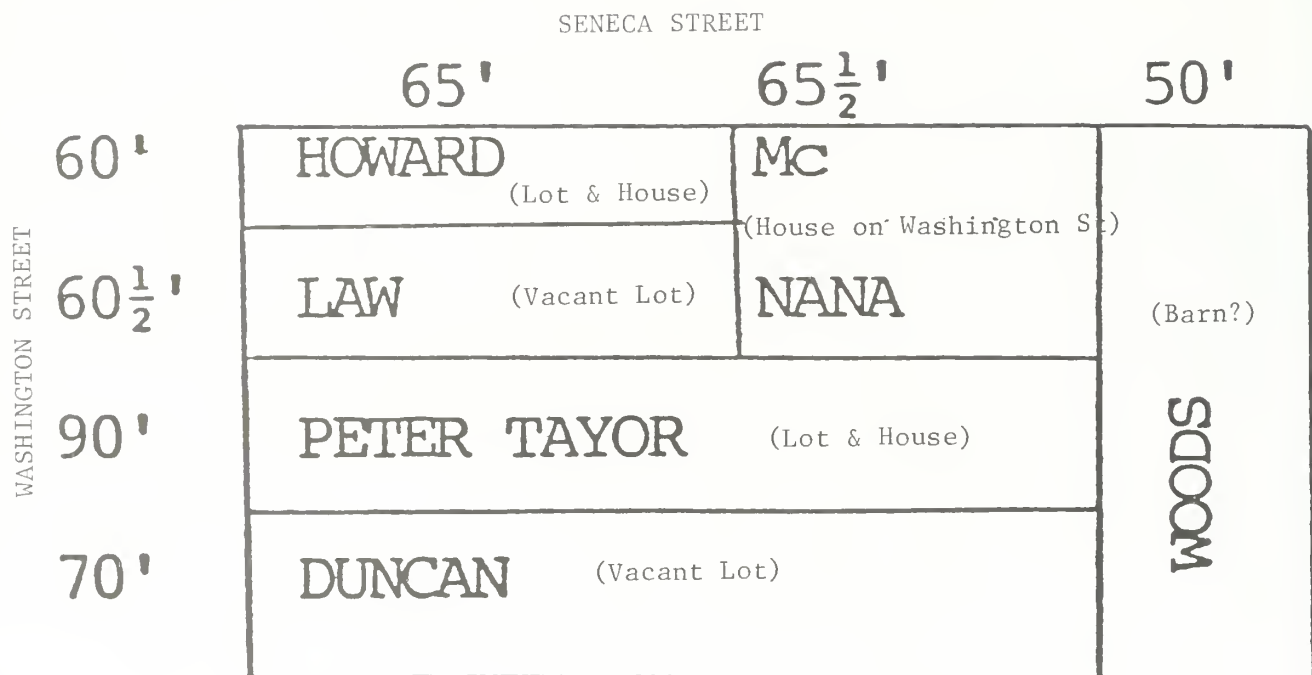 SENECA STREET
65' 65½' 50'
60' HOWARD Mc
(Lot & House)
(House on Washington St)
WASHINGTON STREET
60½' LAW (Vacant Lot) NANA (Barn?)
90' PETER TAYOR (Lot & House)
WOODS
70' DUNCAN (Vacant Lot)